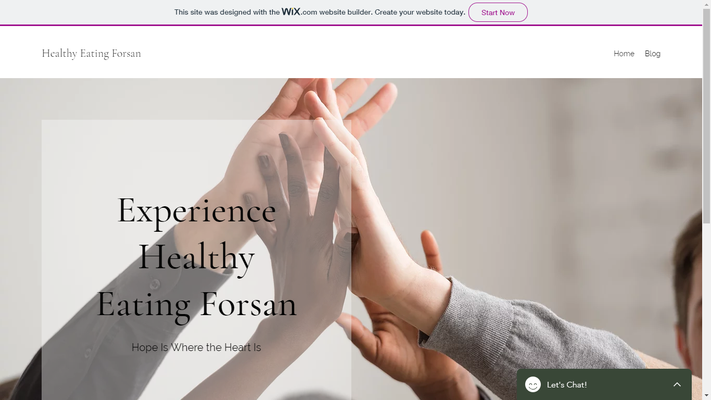 This site was designed with the WiX.com website builder. Create your website today. Start Now
Healthy Eating Forsan
Home Blog
Experience
Healthy
Eating Forsan
Hope Is Where the Heart Is
Let's Chat!